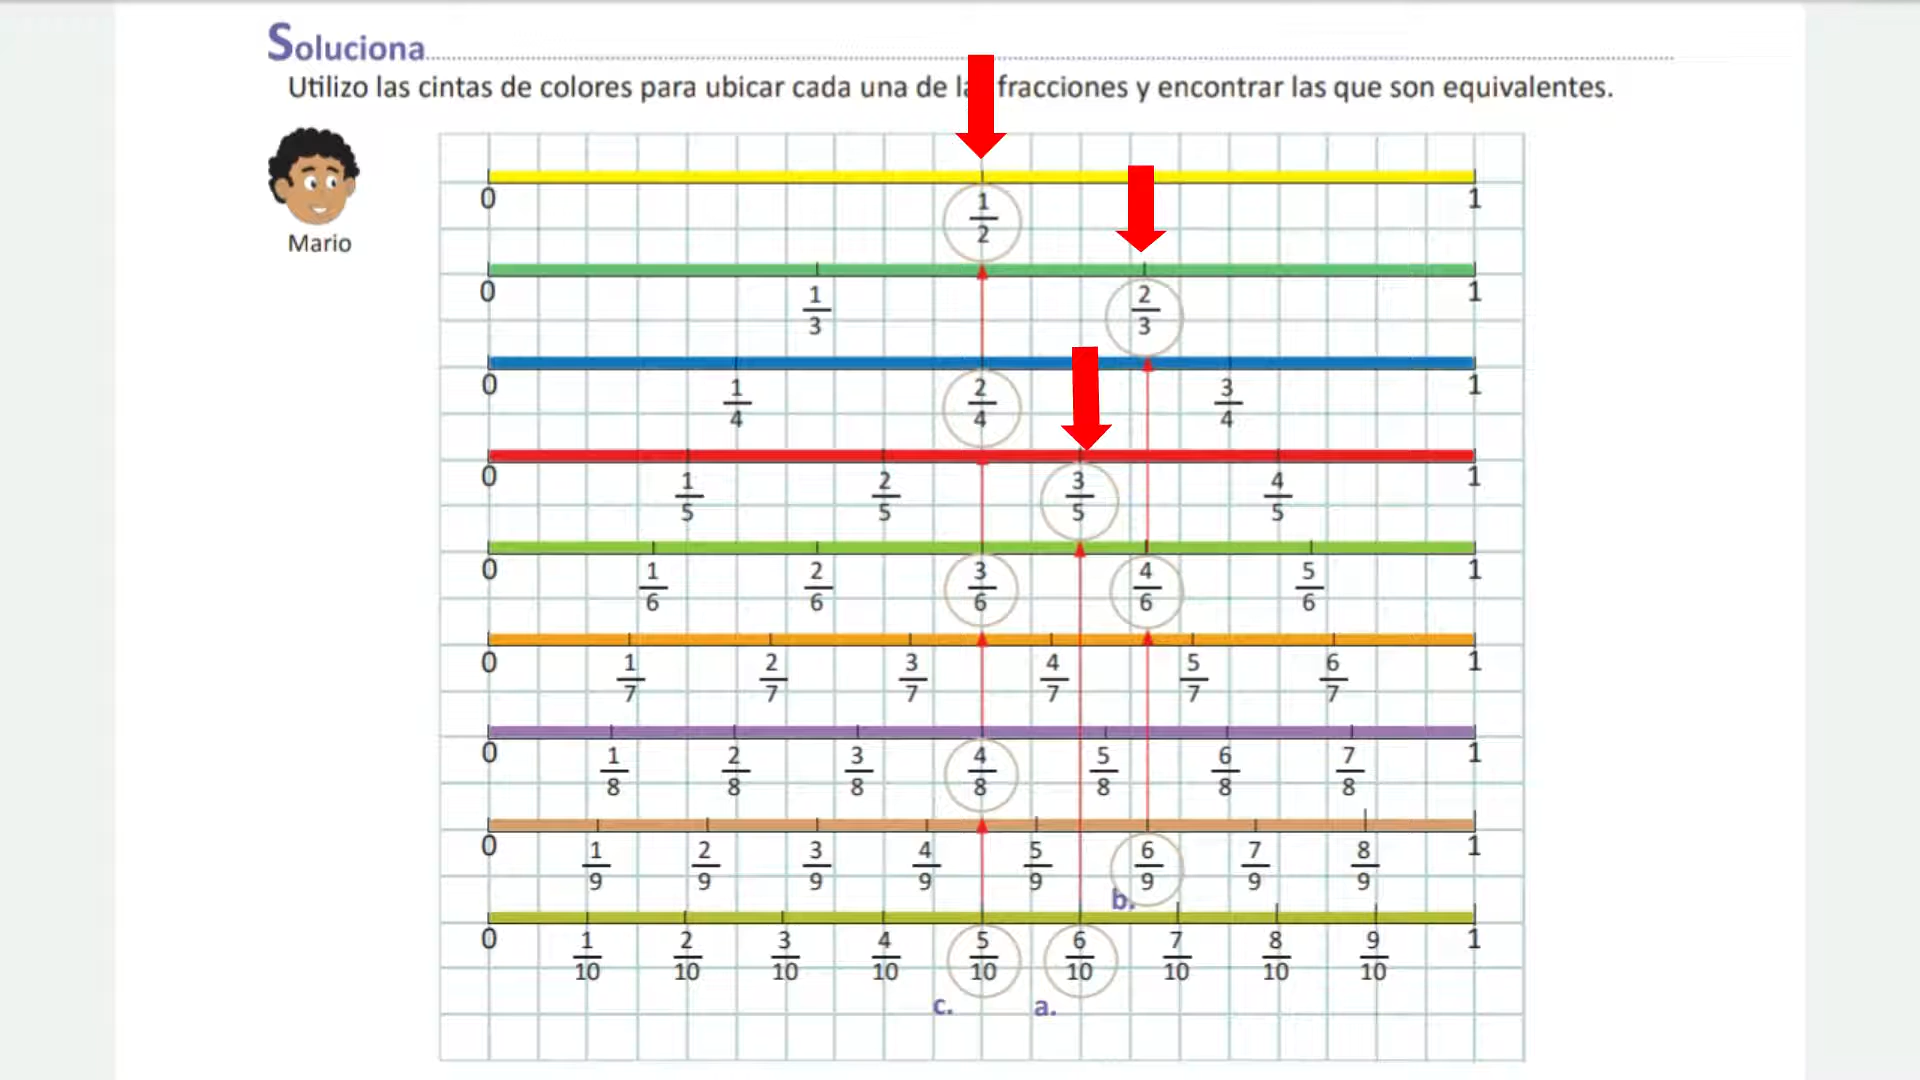 Soluciona
Utilizo las cintas de colores para ubicar cada una de las fracciones y encontrar las que son equivalentes.
Mario
0 1/2 1
0 1/3 2/3 1
0 1/4 2/4 3/4 1
0 1/5 2/5 3/5 4/5 1
0 1/6 2/6 3/6 4/6 5/6 1
0 1/7 2/7 3/7 4/7 5/7 6/7 1
0 1/8 2/8 3/8 4/8 5/8 6/8 7/8 1
0 1/9 2/9 3/9 4/9 5/9 6/9 7/9 8/9 1
b.
0 1/10 2/10 3/10 4/10 5/10 6/10 7/10 8/10 9/10 1
c. a.